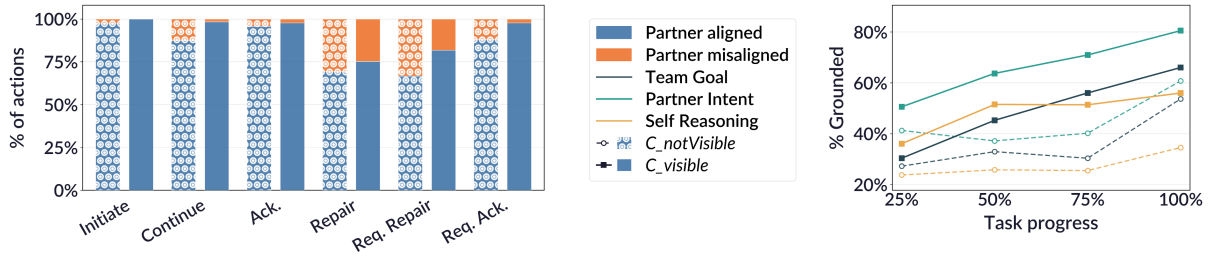 % of actions
100%
75%
50%
25%
0%
Initiate
Continue
Ack.
Repair
Req. Repair
Req. Ack.
Partner aligned
Partner misaligned
Team Goal
Partner Intent
Self Reasoning
C_notVisible
C_visible
% Grounded
80%
60%
40%
20%
25%
50%
75%
100%
Task progress